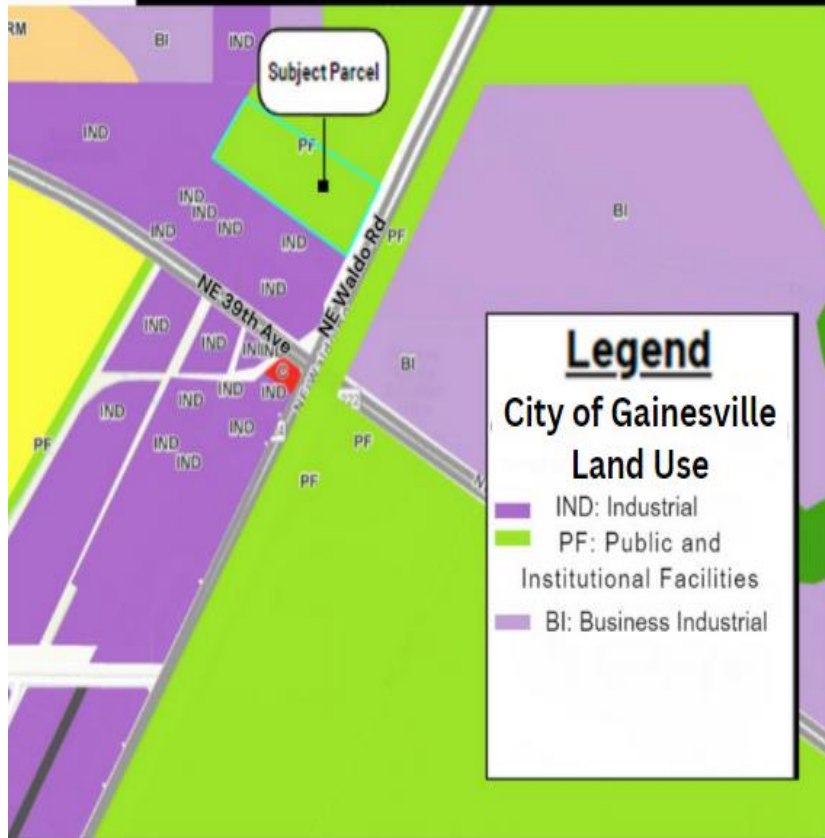 RM
BI
IND
Subject Parcel
IND
PF
IND
IND
IND
IND
IND
BI
PF
IND
NE Waldo Rd
NE 39th Ave
IND
IND
C
IND
IND
IND
IND
BI
222
IND
IND
IND
PF
PF
PF
Legend
City of Gainesville
Land Use
IND: Industrial
PF: Public and
Institutional Facilities
BI: Business Industrial